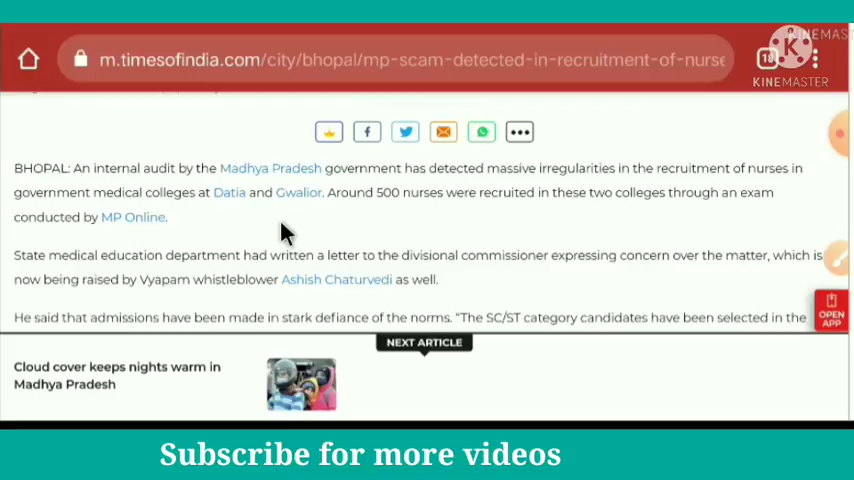 KINEMAS
m.timesofindia.com/city/bhopal/mp-scam-detected-in-recruitment-of-nurse
18
K
KINEMASTER
BHOPAL: An internal audit by the Madhya Pradesh government has detected massive irregularities in the recruitment of nurses in
government medical colleges at Datia and Gwalior. Around 500 nurses were recruited in these two colleges through an exam
conducted by MP Online.
State medical education department had written a letter to the divisional commissioner expressing concern over the matter, which is
now being raised by Vyapam whistleblower Ashish Chaturvedi as well.
He said that admissions have been made in stark defiance of the norms. “The SC/ST category candidates have been selected in the
OPEN
APP
NEXT ARTICLE
Cloud cover keeps nights warm in
Madhya Pradesh
Subscribe for more videos